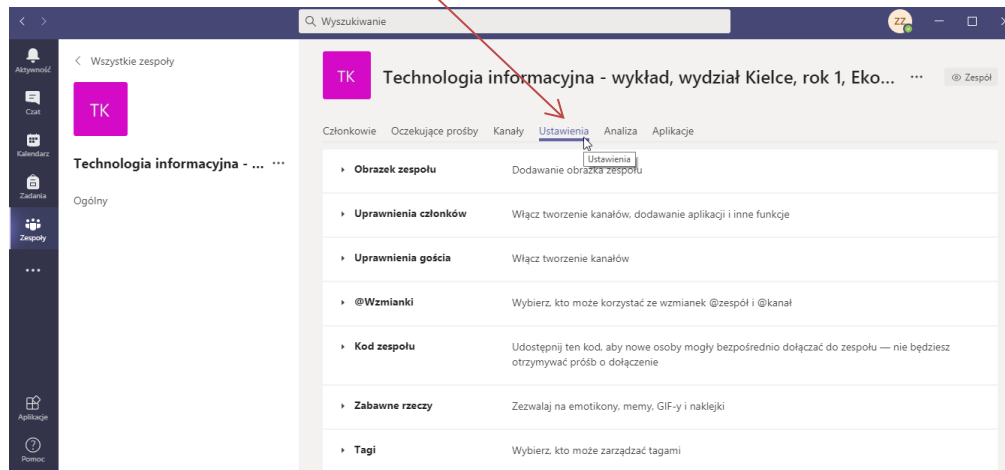 Wyszukiwanie
ZZ
Aktywność
Czat
Kalendarz
Zadania
Zespoły
Aplikacje
Pomoc
Wszystkie zespoły
TK
Technologia informacyjna - ...
Ogólny
TK
Technologia informacyjna - wykład, wydział Kielce, rok 1, Eko...
Zespół
Członkowie Oczekujące prośby Kanały Ustawienia Analiza Aplikacje
Ustawienia
Obrazek zespołu Dodawanie obrazka zespołu
Uprawnienia członków Włącz tworzenie kanałów, dodawanie aplikacji i inne funkcje
Uprawnienia gościa Włącz tworzenie kanałów
@Wzmianki Wybierz, kto może korzystać ze wzmianek @zespół i @kanał
Kod zespołu Udostępnij ten kod, aby nowe osoby mogły bezpośrednio dołączać do zespołu — nie będziesz
otrzymywać próśb o dołączenie
Zabawne rzeczy Zezwalaj na emotikony, memy, GIF-y i naklejki
Tagi Wybierz, kto może zarządzać tagami